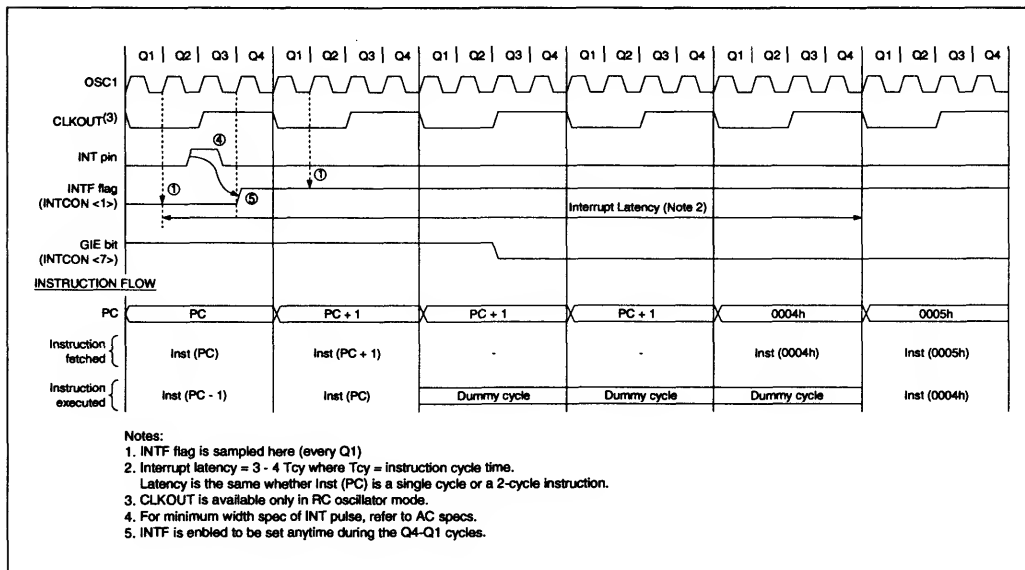 Q1 | Q2 | Q3 | Q4 | Q1 | Q2 | Q3 | Q4 | Q1 | Q2 | Q3 | Q4 | Q1 | Q2 | Q3 | Q4 | Q1 | Q2 | Q3 | Q4 | Q1 | Q2 | Q3 | Q4
OSC1
CLKOUT(3)
④
INT pin
INTF flag
(INTCON <1>)
① ⑤ ①
Interrupt Latency (Note 2)
GIE bit
(INTCON <7>)
INSTRUCTION FLOW
PC PC PC + 1 PC + 1 PC + 1 0004h 0005h
Instruction
fetched
Inst (PC) Inst (PC + 1) - - Inst (0004h) Inst (0005h)
Instruction
executed
Inst (PC - 1) Inst (PC) Dummy cycle Dummy cycle Dummy cycle Inst (0004h)
Notes:
1. INTF flag is sampled here (every Q1)
2. Interrupt latency = 3 - 4 Tcy where Tcy = instruction cycle time.
Latency is the same whether Inst (PC) is a single cycle or a 2-cycle instruction.
3. CLKOUT is available only in RC oscillator mode.
4. For minimum width spec of INT pulse, refer to AC specs.
5. INTF is enbled to be set anytime during the Q4-Q1 cycles.